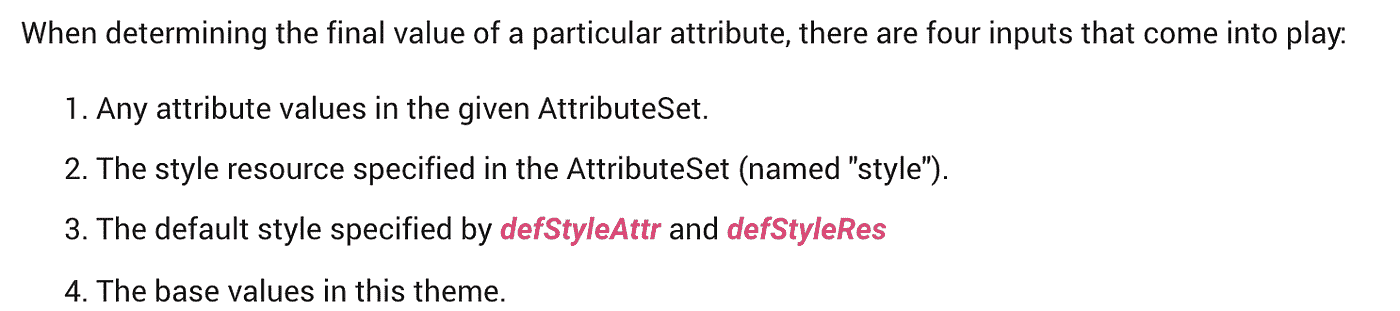 When determining the final value of a particular attribute, there are four inputs that come into play:
1. Any attribute values in the given AttributeSet.
2. The style resource specified in the AttributeSet (named "style").
3. The default style specified by defStyleAttr and defStyleRes
4. The base values in this theme.